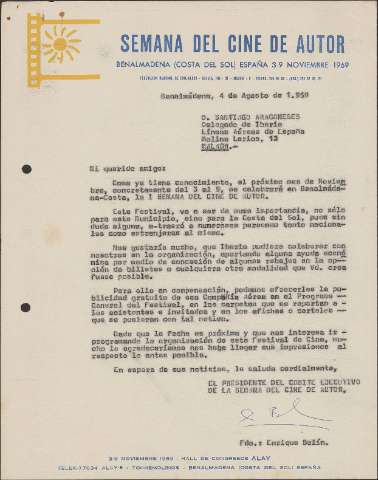 SEMANA DEL CINE DE AUTOR
BENALMADENA (COSTA DEL SOL) ESPAÑA 3-9 NOVIEMBRE 1969
Benalmádena, 4 de Agosto de 1.969
D. SANTIAGO ARAGONESES
Delegado de Iberia
Líneas Aéreas de España
Molina Larios, 13
MALAGA
Mi querido amigo:
Como ya tiene conocimiento, el próximo mes de Noviem
bre, concretamente del 3 al 9, se celebrará en Benalmáde-
na-Costa, la I SEMANA DEL CINE DE AUTOR.
Este Festival, va a ser de suma importancia, no sólo
para este Municipio, sino para la Costa del Sol, pues sin
duda alguna, atraerá a numerosas personas tanto nacional
es como extranjeras al mismo.
Nos gustaría mucho, que Iberia pudiera colaborar con
nosotros en la organización, aportando alguna ayuda econó
mica por medio de concesión de algunas rebajas en la
de billetes o cualquiera otra modalidad que Vd. crea
fuese posible.
Para ello en compensación, podemos ofrecerles la pu-
blicidad gratuita de esa Compañía Aérea en el Programa —
General del Festival, en las carpetas que se repartan a
los asistentes e invitados y en los afiches o carteles —
que se pusieran con tal motivo.
Dado que la fecha es próxima y que nos interesa ir —
programando la organización de este Festival de Cine, mu-
cho le agradeceríamos nos haga llegar sus impresiones al
respecto lo antes posible.
En espera de sus noticias, le saluda cordialmente,
EL PRESIDENTE DEL COMITE EJECUTIVO
DE LA SEMANA DEL CINE DE AUTOR,
Fdo.: Enrique Bolín.
3-9 NOVIEMBRE 1969 - HALL DE CONGRESOS ALAY
TELEX-77034 ALAY-E - TORREMOLINOS - BENALMADENA (COSTA DEL SOL) ESPAÑA